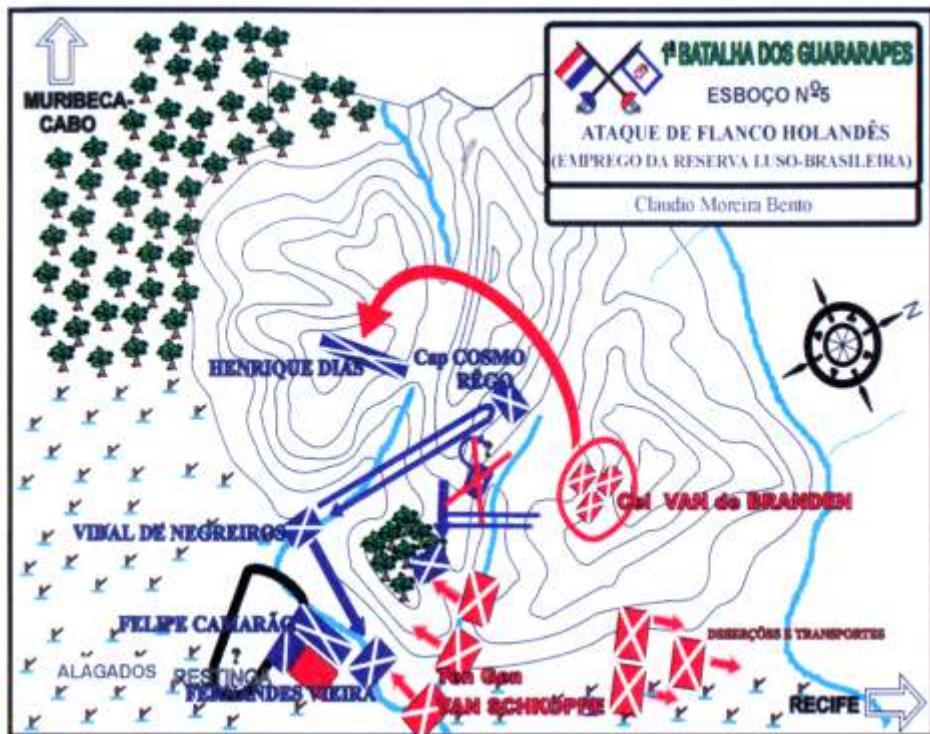 MURIBECA-
CABO
1ª BATALHA DOS GUARARAPES
ESBOÇO Nº5
ATAQUE DE FLANCO HOLANDÊS
(EMPREGO DA RESERVA LUSO-BRASILEIRA)
Claudio Moreira Bento
N
HENRIQUE DIAS
Cap COSMO
RÊGO
Cel VAN de BRANDEN
VIDAL DE NEGREIROS
FELIPE CAMARÃO
?
ALAGADOS
RESTINGA
FERNANDES VIEIRA
Ten Gen
VAN SCHKÖPPE
DESERÇÕES E TRANSPORTES
RECIFE